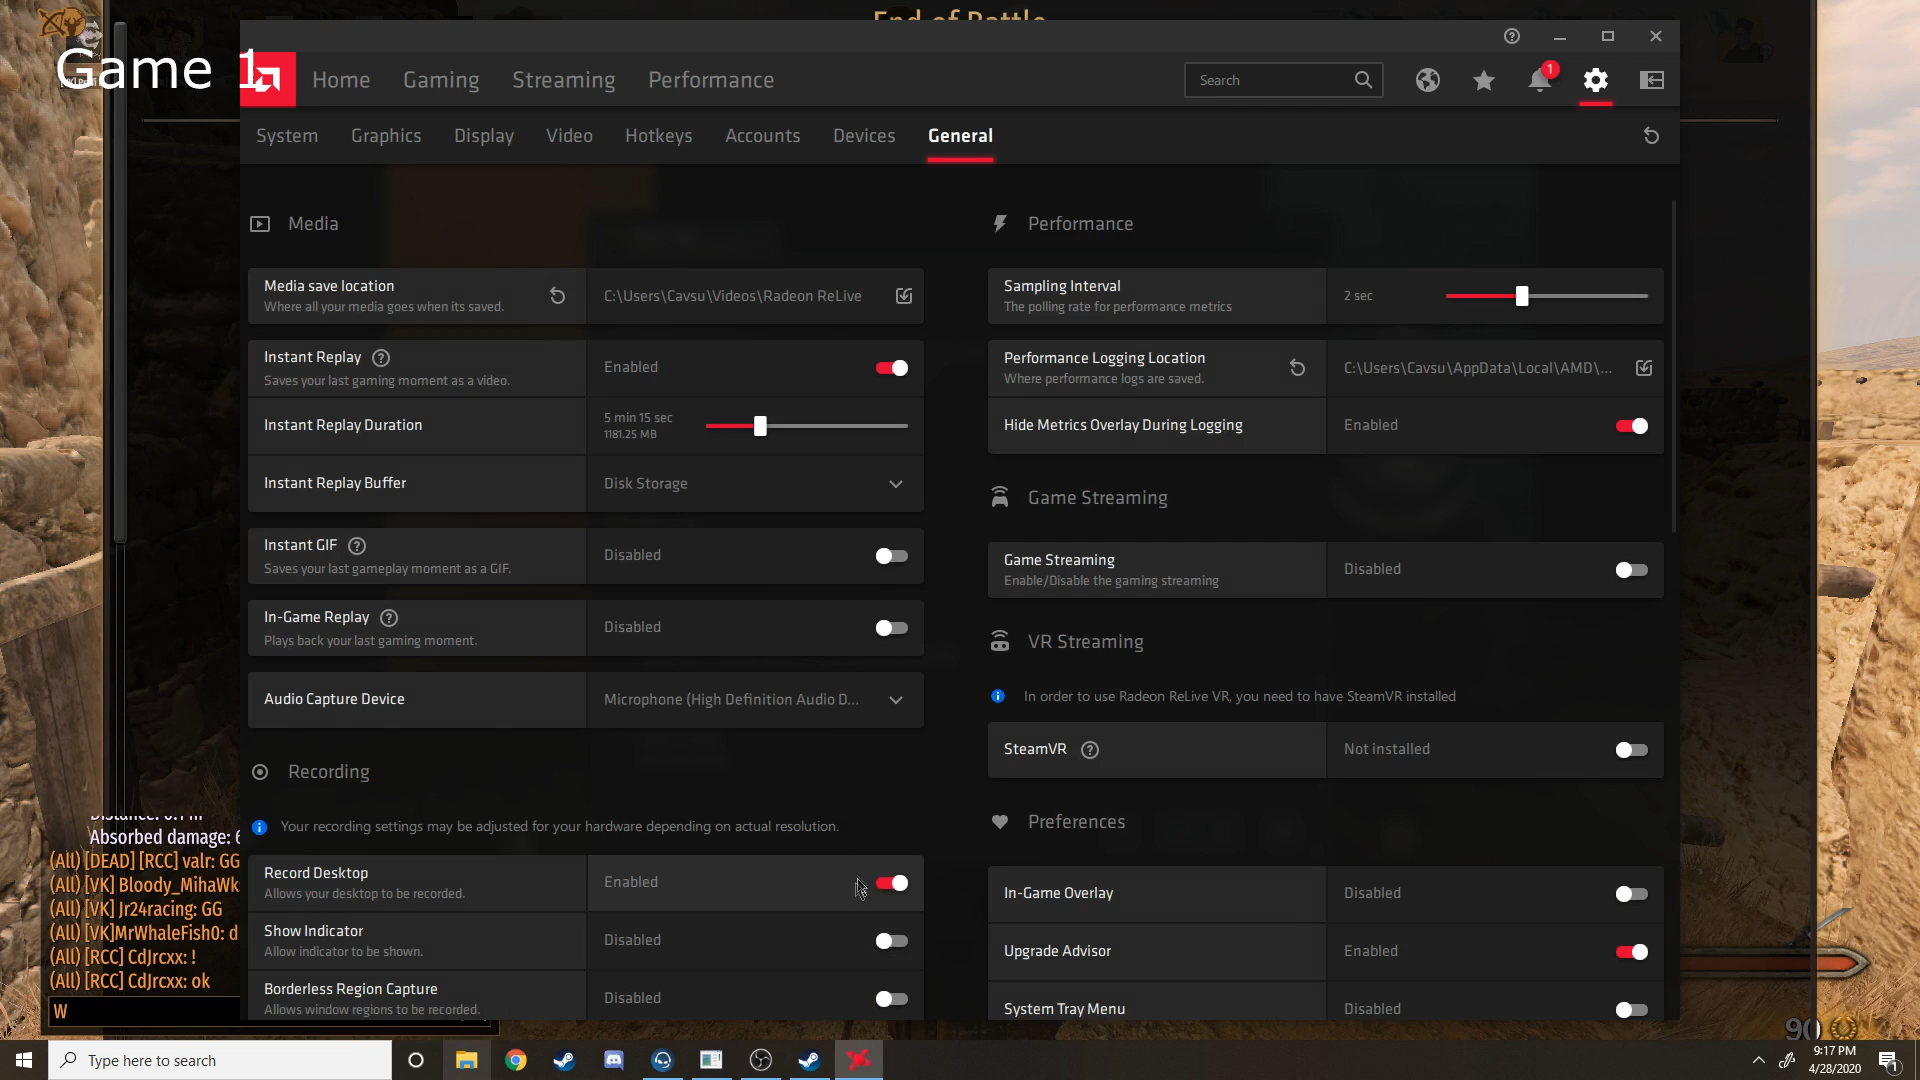 End of Battle
Game 1
Home
Gaming
Streaming
Performance
Search
1
System
Graphics
Display
Video
Hotkeys
Accounts
Devices
General
Media
Media save location
Where all your media goes when its saved.
C:\Users\Cavsu\Videos\Radeon ReLive
Instant Replay
Saves your last gaming moment as a video.
Enabled
Instant Replay Duration
5 min 15 sec
1181.25 MB
Instant Replay Buffer
Disk Storage
Instant GIF
Saves your last gameplay moment as a GIF.
Disabled
In-Game Replay
Plays back your last gaming moment.
Disabled
Audio Capture Device
Microphone (High Definition Audio D...
Recording
Your recording settings may be adjusted for your hardware depending on actual resolution.
Record Desktop
Allows your desktop to be recorded.
Enabled
Show Indicator
Allow indicator to be shown.
Disabled
Borderless Region Capture
Allows window regions to be recorded.
Disabled
Performance
Sampling Interval
The polling rate for performance metrics
2 sec
Performance Logging Location
Where performance logs are saved.
C:\Users\Cavsu\AppData\Local\AMD\...
Hide Metrics Overlay During Logging
Enabled
Game Streaming
Game Streaming
Enable/Disable the gaming streaming
Disabled
VR Streaming
In order to use Radeon ReLive VR, you need to have SteamVR installed
SteamVR
Not installed
Preferences
In-Game Overlay
Disabled
Upgrade Advisor
Enabled
System Tray Menu
Disabled
Absorbed damage: 6
(All) [DEAD] [RCC] valr: GG
(All) [VK] Bloody_MihaWk
(All) [VK] Jr24racing: GG
(All) [VK]MrWhaleFish0: d
(All) [RCC] CdJrcxx: !
(All) [RCC] CdJrcxx: ok
W
90
Type here to search
9:17 PM
4/28/2020
1